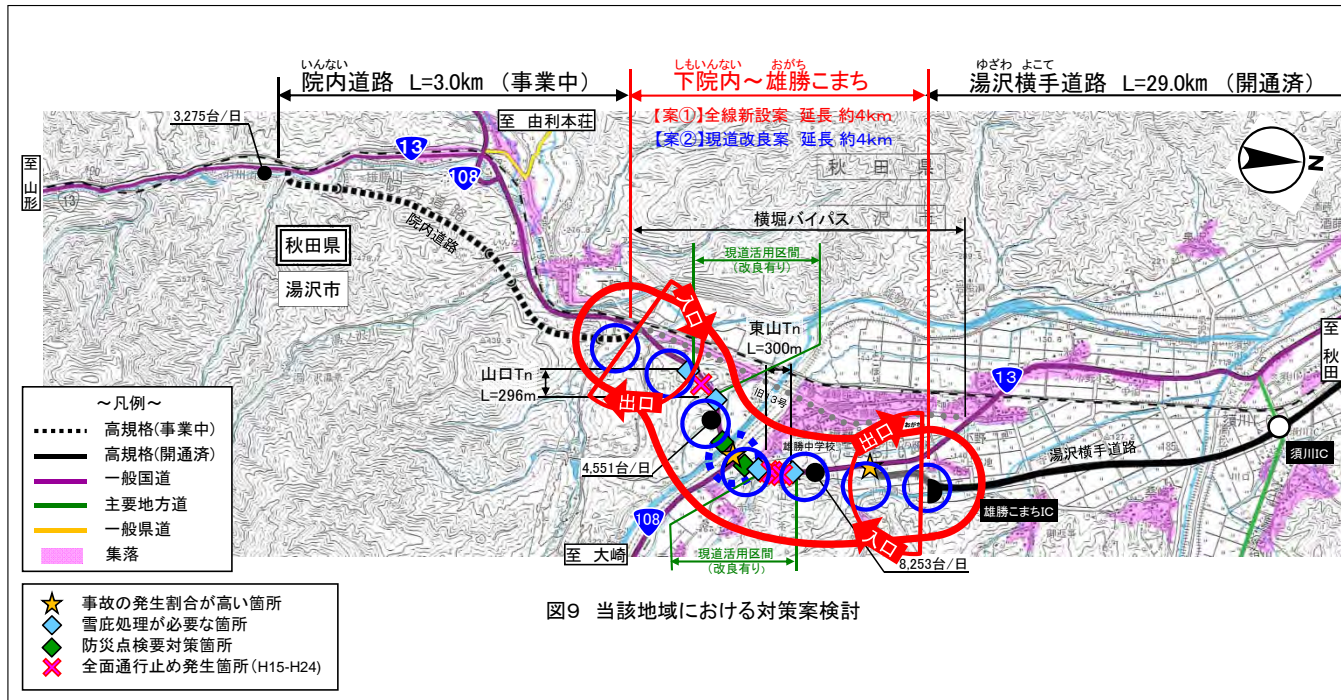 いんない
院内道路 L=3.0km (事業中)
しもいんない おがち
下院内～雄勝こまち
ゆざわ よこて
湯沢横手道路 L=29.0km (開通済)
【案①】全線新設案 延長 約4km
【案②】現道改良案 延長 約4km
3,275台/日
至 由利本荘
13
108
至 山形
秋田県
湯沢市
院内道路
秋田県
横堀バイパス
現道活用区間
(改良有り)
N
入口
東山Tn
L=300m
山口Tn
L=296m
出口
旧13号
雄勝中学校
出口
13
至 秋田
湯沢横手道路
須川IC
雄勝こまちIC
4,551台/日
108
至 大崎
現道活用区間
(改良有り)
入口
8,253台/日
～凡例～
高規格(事業中)
高規格(開通済)
一般国道
主要地方道
一般県道
集落
事故の発生割合が高い箇所
雪庇処理が必要な箇所
防災点検要対策箇所
全面通行止め発生箇所(H15-H24)
図9 当該地域における対策案検討